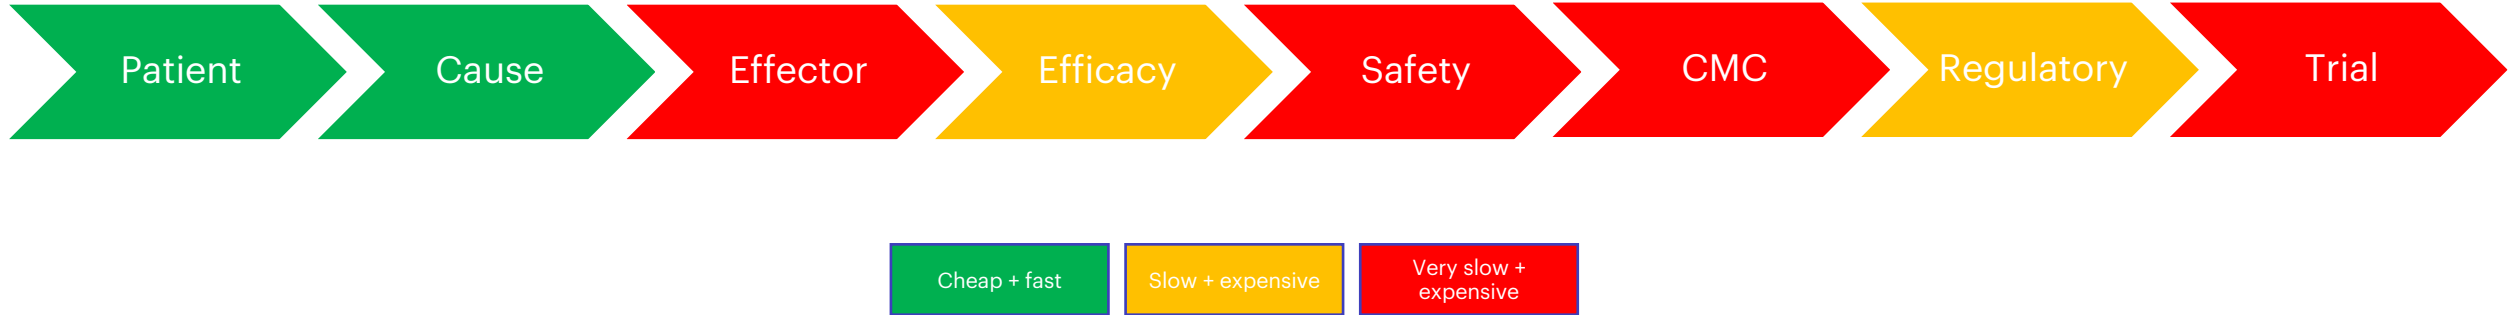 Patient
Cause
Effector
Efficacy
Safety
CMC
Regulatory
Trial
Cheap + fast
Slow + expensive
Very slow +
expensive